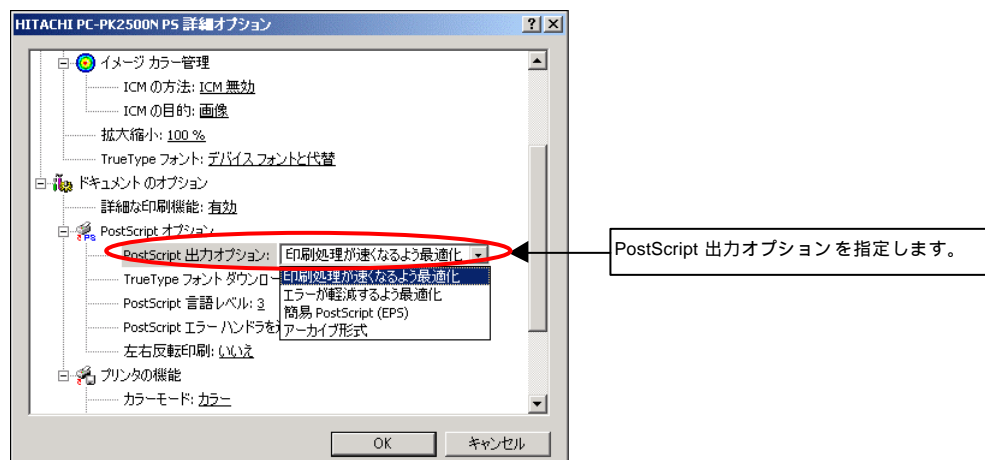 HITACHI PC-PK2500N PS 詳細オプション
イメージ カラー管理
ICM の方法: ICM 無効
ICM の目的: 画像
拡大縮小: 100 %
TrueType フォント: デバイス フォントと代替
ドキュメント のオプション
詳細な印刷機能: 有効
PostScript オプション
PostScript 出力オプション: 印刷処理が速くなるよう最適化
PostScript 出力オプション を指定します。
TrueType フォント ダウンロー
印刷処理が速くなるよう最適化
エラーが軽減するよう最適化
簡易 PostScript (EPS)
アーカイブ形式
PostScript 言語レベル: 3
PostScript エラー ハンドラを
左右反転印刷: いいえ
プリンタの機能
カラーモード: カラー
OK
キャンセル